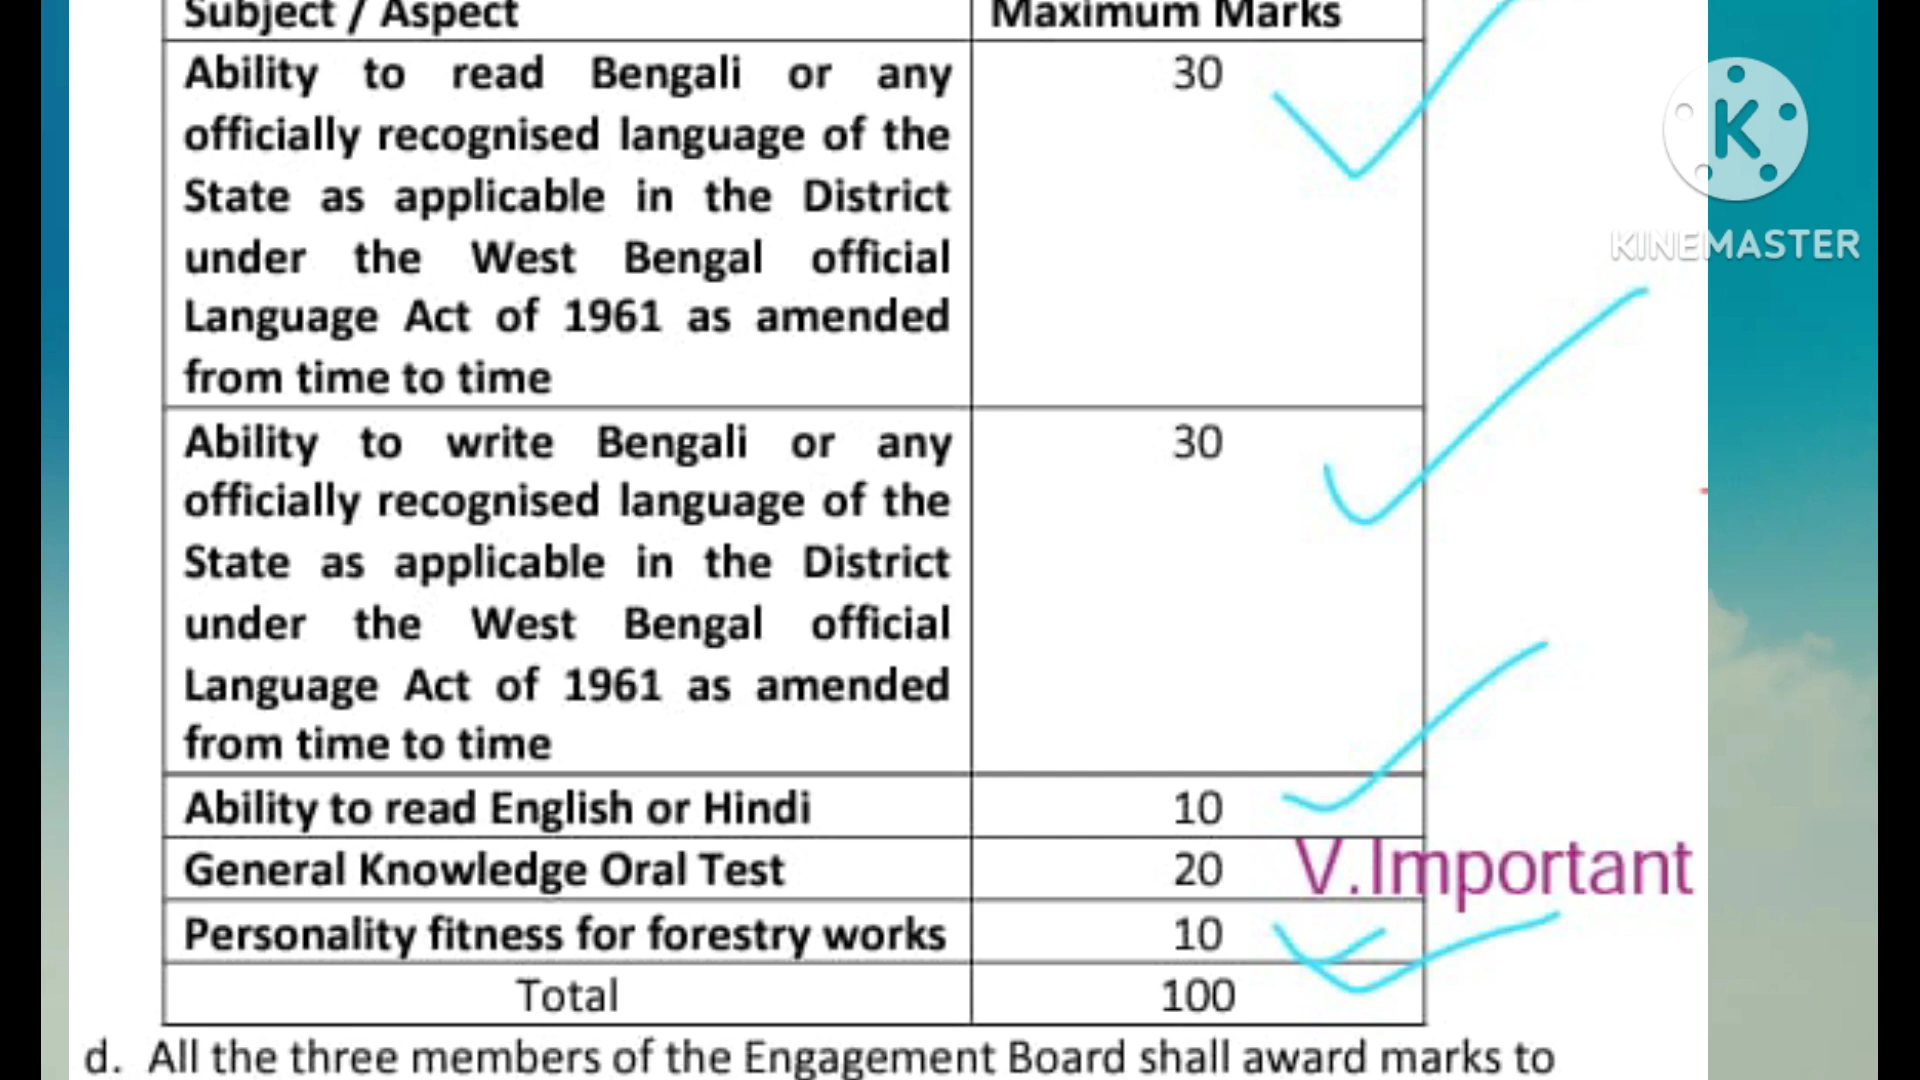 Subject / Aspect Maximum Marks
Ability to read Bengali or any 30
officially recognised language of the
State as applicable in the District
under the West Bengal official
Language Act of 1961 as amended
from time to time
Ability to write Bengali or any 30
officially recognised language of the
State as applicable in the District
under the West Bengal official
Language Act of 1961 as amended
from time to time
Ability to read English or Hindi 10
General Knowledge Oral Test 20 V.Important
Personality fitness for forestry works 10
Total 100
d. All the three members of the Engagement Board shall award marks to
K
KINEMASTER